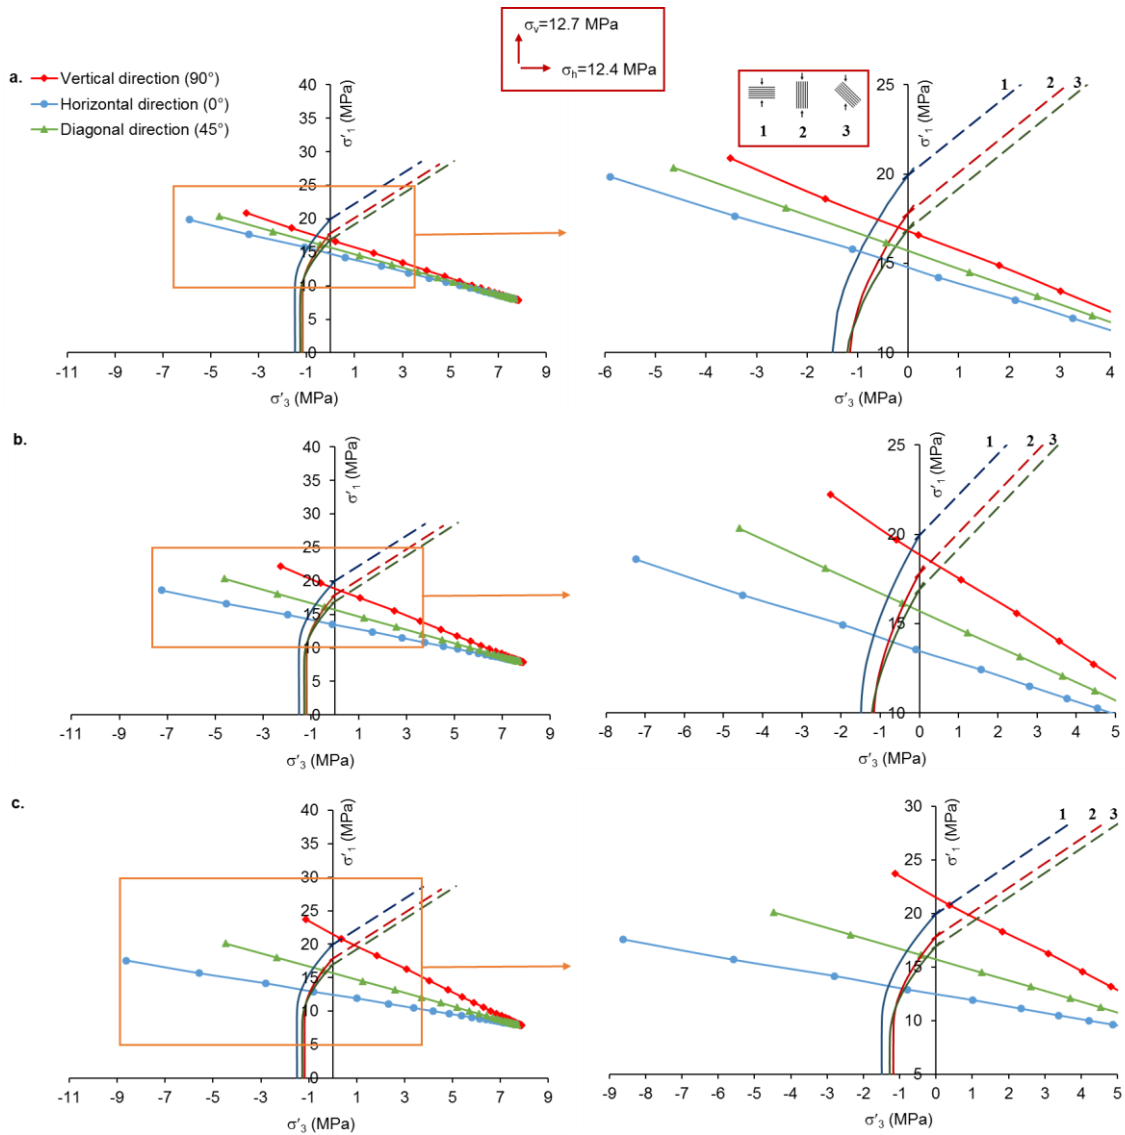 σᵥ=12.7 MPa
σₕ=12.4 MPa
a.
Vertical direction (90°)
Horizontal direction (0°)
Diagonal direction (45°)
40
35
30
25
20
15
10
5
0
σ′₁ (MPa)
-11 -9 -7 -5 -3 -1 1 3 5 7 9
σ′₃ (MPa)
1 2 3
1 2 3
25
20
15
10
σ′₁ (MPa)
-6 -5 -4 -3 -2 -1 0 1 2 3 4
σ′₃ (MPa)
b.
40
35
30
25
20
15
10
5
0
σ′₁ (MPa)
-11 -9 -7 -5 -3 -1 1 3 5 7 9
σ′₃ (MPa)
1 2 3
25
20
15
10
σ′₁ (MPa)
-8 -7 -6 -5 -4 -3 -2 -1 0 1 2 3 4 5
σ′₃ (MPa)
c.
40
35
30
25
20
15
10
5
0
σ′₁ (MPa)
-11 -9 -7 -5 -3 -1 1 3 5 7 9
σ′₃ (MPa)
1 2 3
30
25
20
15
10
5
σ′₁ (MPa)
-9 -8 -7 -6 -5 -4 -3 -2 -1 0 1 2 3 4 5
σ′₃ (MPa)